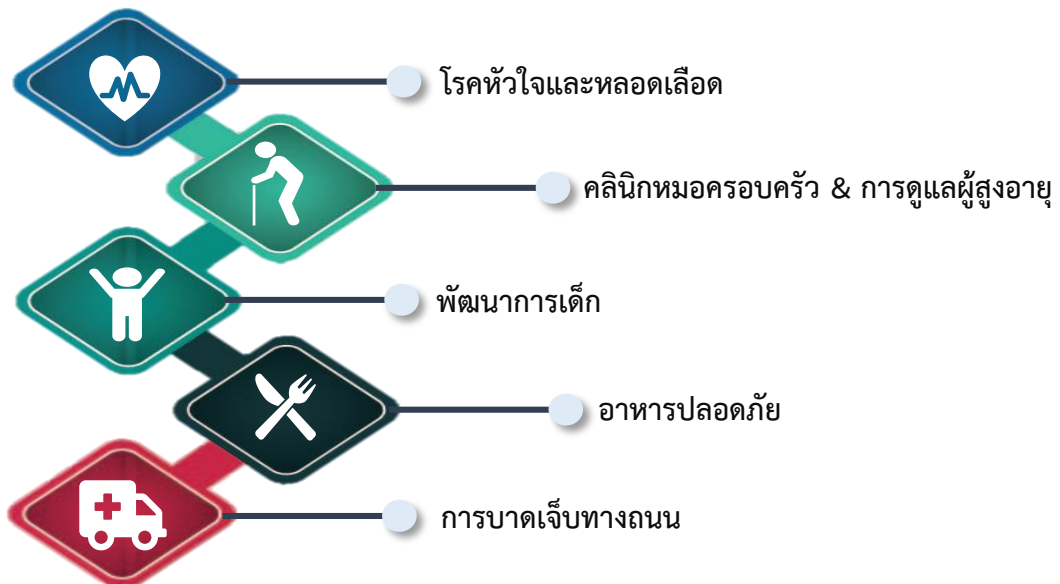 โรคหัวใจและหลอดเลือด
คลินิกหมอครอบครัว & การดูแลผู้สูงอายุ
พัฒนาการเด็ก
อาหารปลอดภัย
การบาดเจ็บทางถนน